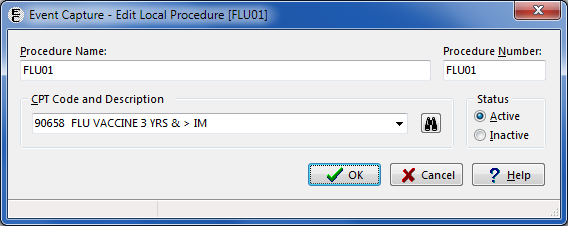 Event Capture - Edit Local Procedure [FLU01]
Procedure Name:
Procedure Number:
FLU01
FLU01
CPT Code and Description
Status
90658 FLU VACCINE 3 YRS & > IM
Active
Inactive
OK
Cancel
? Help